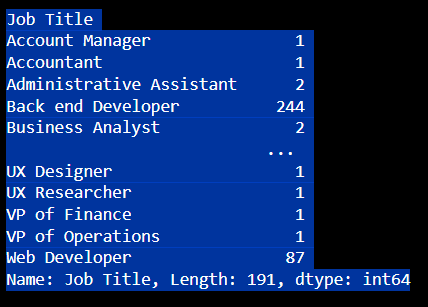 Job Title
Account Manager 1
Accountant 1
Administrative Assistant 2
Back end Developer 244
Business Analyst 2
...
UX Designer 1
UX Researcher 1
VP of Finance 1
VP of Operations 1
Web Developer 87
Name: Job Title, Length: 191, dtype: int64